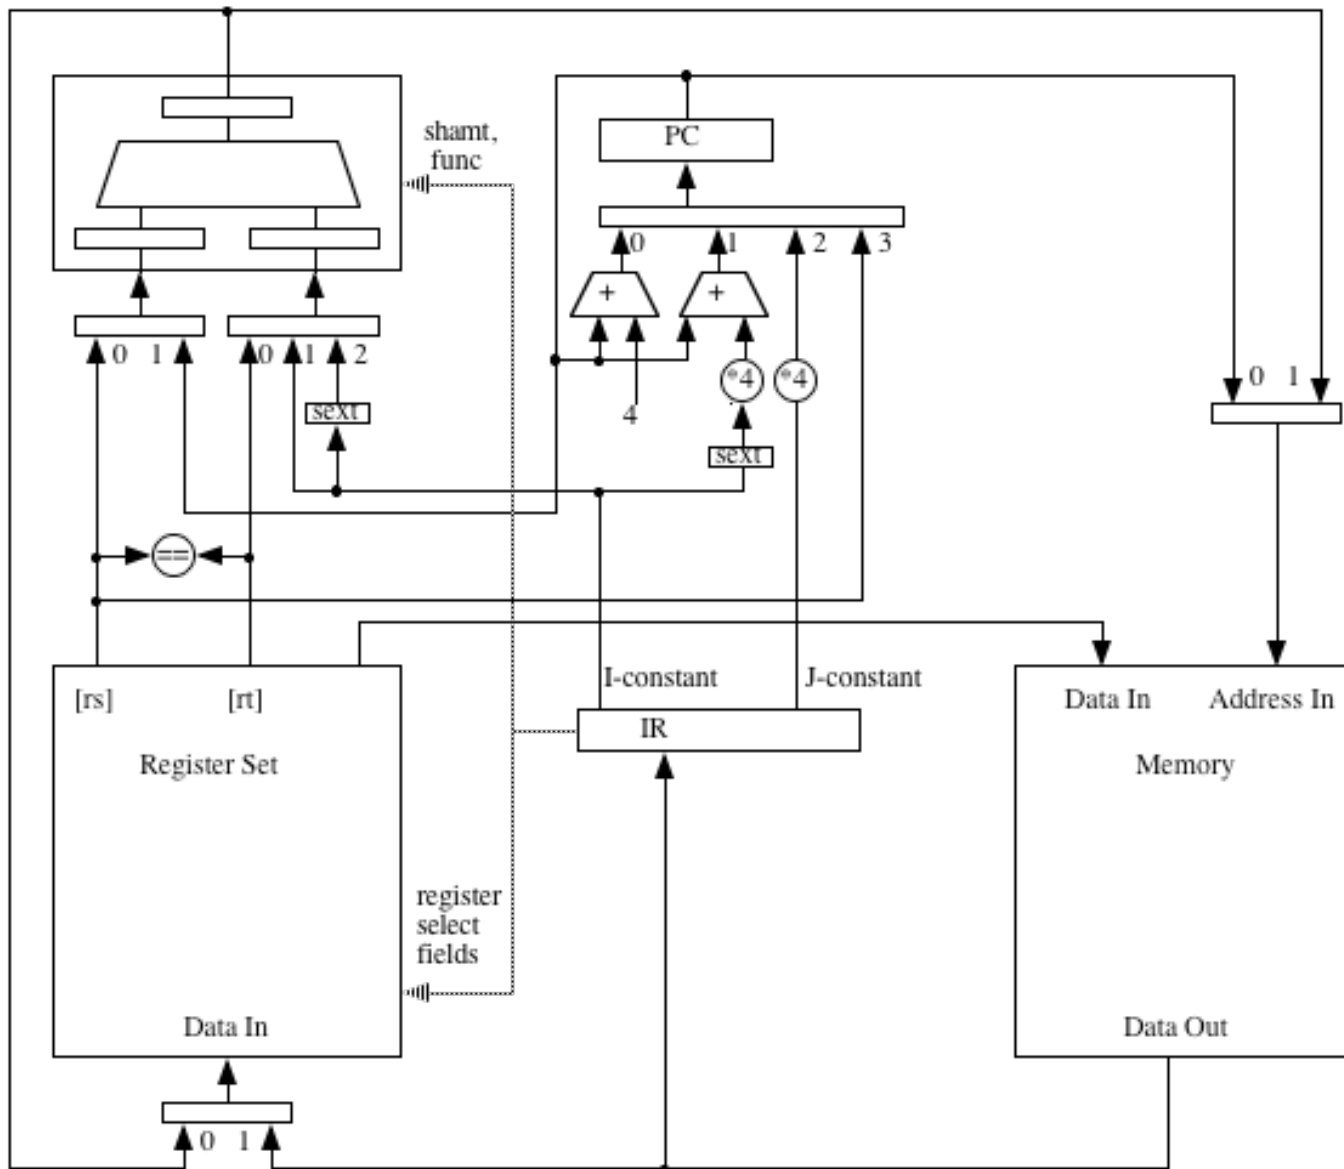 shamt,
func
PC
0 1 2 3
+ +
0 1 0 1 2
sext
4
*4 *4
sext
0 1
==
[rs] [rt]
I-constant J-constant
IR
Data In Address In
Register Set
Memory
register
select
fields
Data In
Data Out
0 1